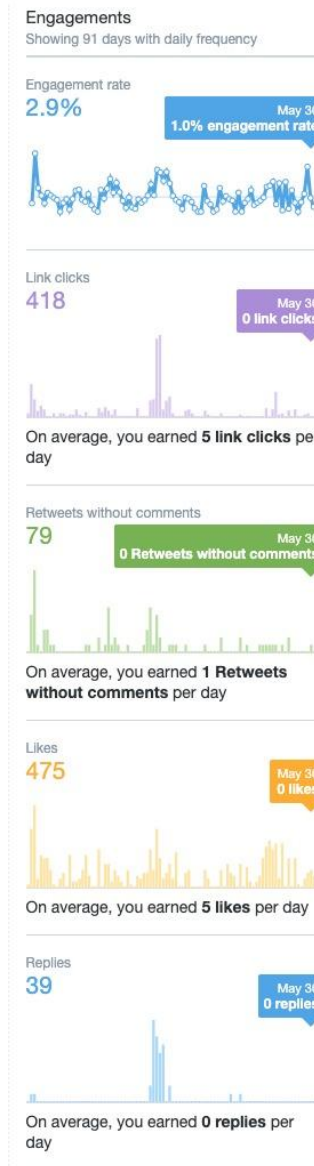 Engagements
Showing 91 days with daily frequency
Engagement rate
2.9%
May 30
1.0% engagement rate
Link clicks
418
May 30
0 link clicks
On average, you earned 5 link clicks per
day
Retweets without comments
79
May 30
0 Retweets without comments
On average, you earned 1 Retweets
without comments per day
Likes
475
May 30
0 likes
On average, you earned 5 likes per day
Replies
39
May 30
0 replies
On average, you earned 0 replies per
day